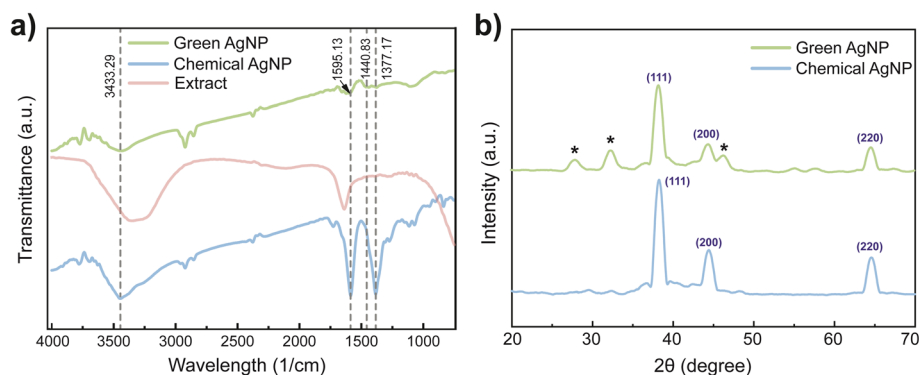 a)
Green AgNP
Chemical AgNP
Extract
3433.29
1595.13
1440.83
1377.17
Transmittance (a.u.)
4000 3500 3000 2500 2000 1500 1000
Wavelength (1/cm)
b)
Green AgNP
Chemical AgNP
(111)
(200)
(220)
* * *
(111)
(200)
(220)
Intensity (a.u.)
20 30 40 50 60 70
2θ (degree)